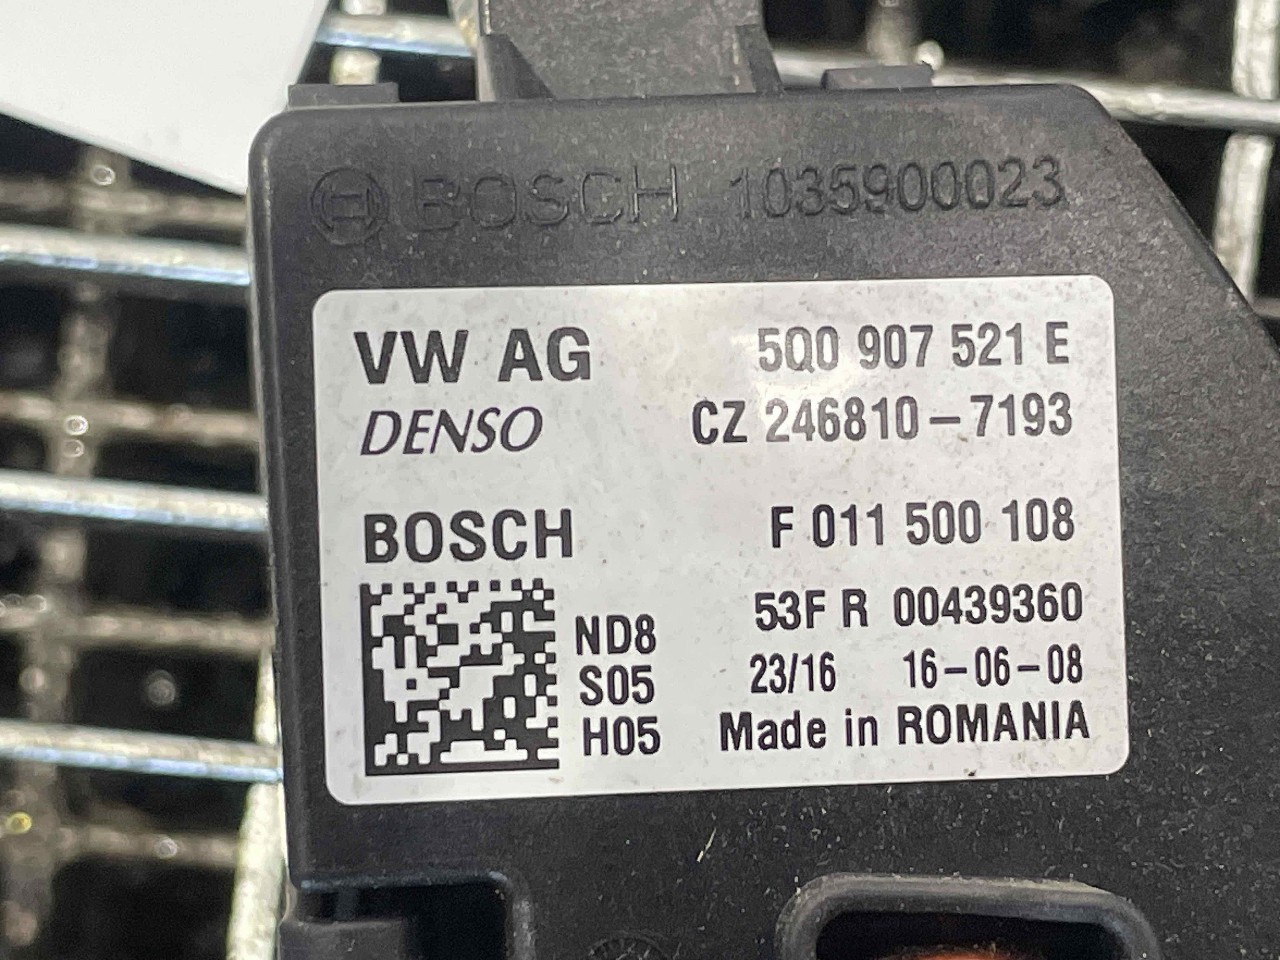 BOSCH 1035900023
VW AG 5Q0 907 521 E
DENSO CZ 246810-7193
BOSCH F 011 500 108
ND8 53F R 00439360
S05 23/16 16-06-08
H05 Made in ROMANIA